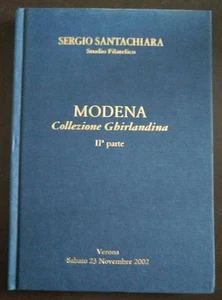 SERGIO SANTACHIARA
Studio Filatelico
MODENA
Collezione Ghirlandina
IIª parte
Verona
Sabato 23 Novembre 2002